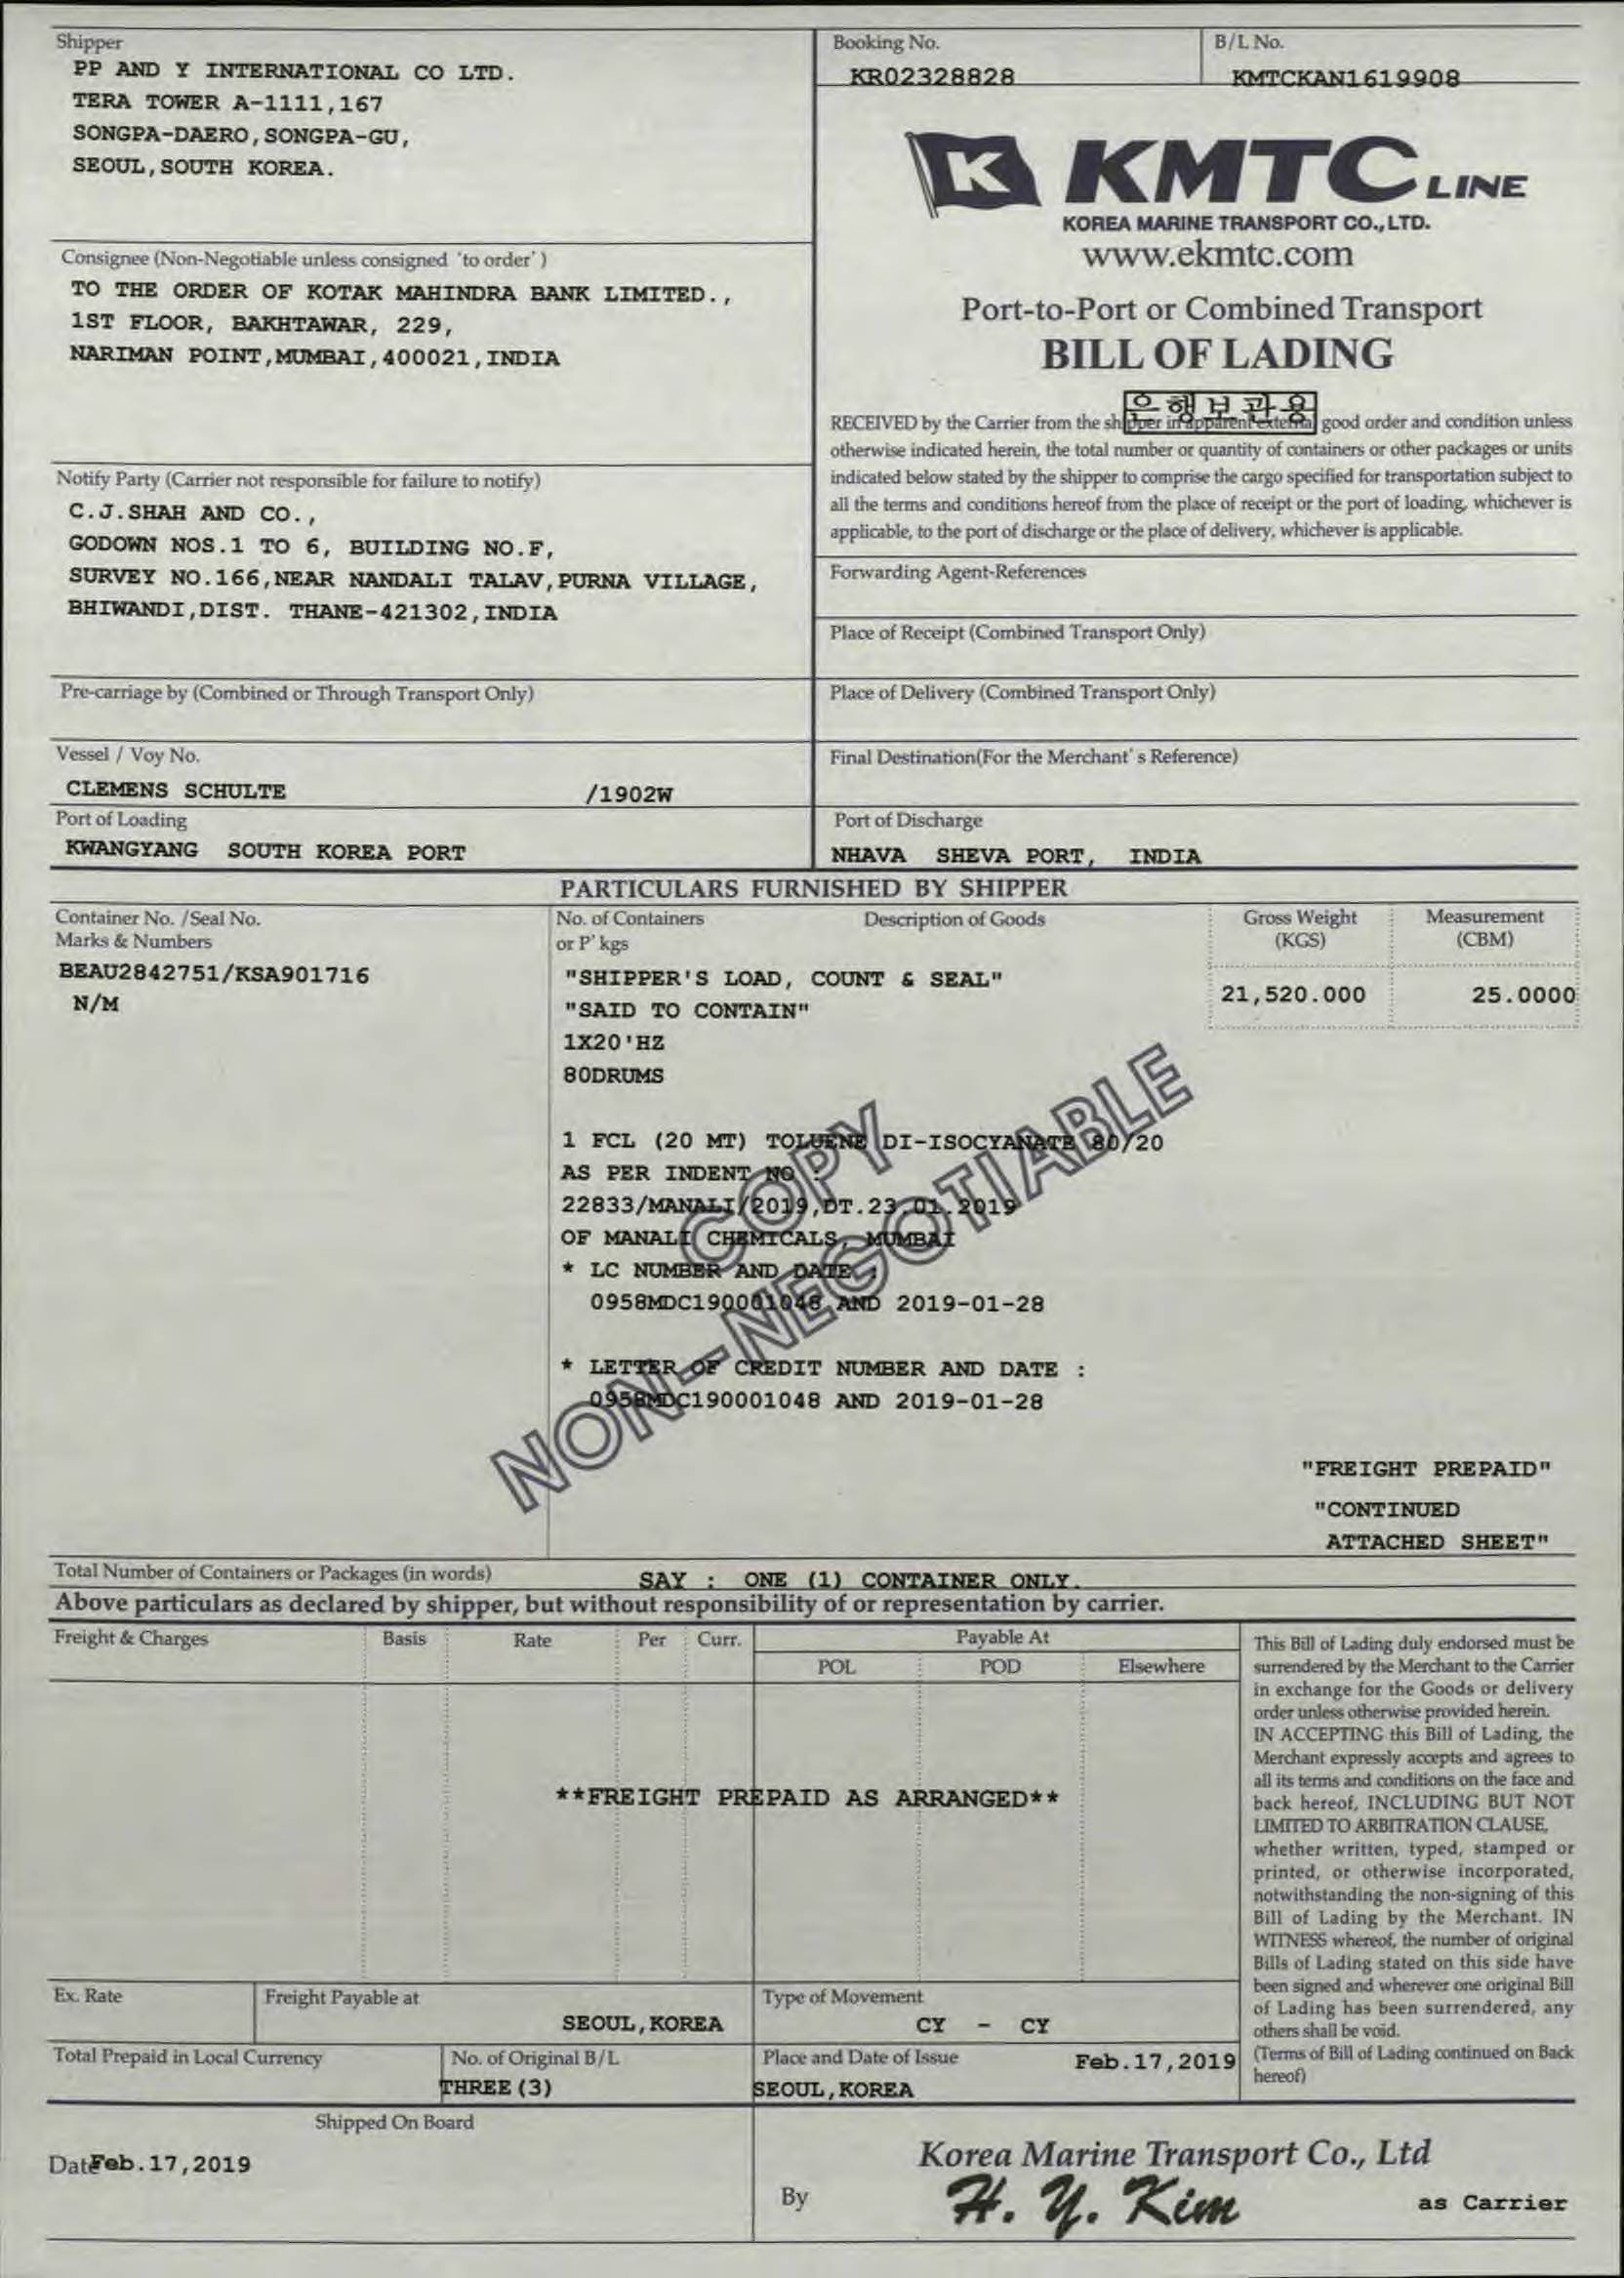 Shipper
PP AND Y INTERNATIONAL CO LTD.
TERA TOWER A-1111,167
SONGPA-DAERO,SONGPA-GU,
SEOUL,SOUTH KOREA.
Booking No.
KR02328828
B/L No.
KMTCKAN1619908
K KMTC LINE
KOREA MARINE TRANSPORT CO.,LTD.
www.ekmtc.com
Port-to-Port or Combined Transport
BILL OF LADING
은행보관용
Consignee (Non-Negotiable unless consigned 'to order' )
TO THE ORDER OF KOTAK MAHINDRA BANK LIMITED.,
1ST FLOOR, BAKHTAWAR, 229,
NARIMAN POINT,MUMBAI,400021,INDIA
RECEIVED by the Carrier from the shipper in apparent external good order and condition unless
otherwise indicated herein, the total number or quantity of containers or other packages or units
indicated below stated by the shipper to comprise the cargo specified for transportation subject to
all the terms and conditions hereof from the place of receipt or the port of loading, whichever is
applicable, to the port of discharge or the place of delivery, whichever is applicable.
Notify Party (Carrier not responsible for failure to notify)
C.J.SHAH AND CO.,
GODOWN NOS.1 TO 6, BUILDING NO.F,
SURVEY NO.166,NEAR NANDALI TALAV,PURNA VILLAGE,
BHIWANDI,DIST. THANE-421302,INDIA
Forwarding Agent-References
Place of Receipt (Combined Transport Only)
Pre-carriage by (Combined or Through Transport Only)
Place of Delivery (Combined Transport Only)
Vessel / Voy No.
CLEMENS SCHULTE /1902W
Final Destination(For the Merchant's Reference)
Port of Loading
KWANGYANG SOUTH KOREA PORT
Port of Discharge
NHAVA SHEVA PORT, INDIA
PARTICULARS FURNISHED BY SHIPPER
Container No. /Seal No.
Marks & Numbers
No. of Containers
or P'kgs
Description of Goods
Gross Weight
(KGS)
Measurement
(CBM)
BEAU2842751/KSA901716
N/M
"SHIPPER'S LOAD, COUNT & SEAL"
"SAID TO CONTAIN"
1X20'HZ
80DRUMS
21,520.000
25.0000
1 FCL (20 MT) TOLUENE DI-ISOCYANATE 80/20
AS PER INDENT NO :
22833/MANALI/2019,DT.23.01.2019
OF MANALI CHEMICALS, MUMBAI
* LC NUMBER AND DATE :
0958MDC190001048 AND 2019-01-28
* LETTER OF CREDIT NUMBER AND DATE :
0958MDC190001048 AND 2019-01-28
COPY
NON-NEGOTIABLE
"FREIGHT PREPAID"
"CONTINUED
ATTACHED SHEET"
Total Number of Containers or Packages (in words)
SAY : ONE (1) CONTAINER ONLY.
Above particulars as declared by shipper, but without responsibility of or representation by carrier.
Freight & Charges
Basis
Rate
Per
Curr.
Payable At
POL
POD
Elsewhere
**FREIGHT PREPAID AS ARRANGED**
This Bill of Lading duly endorsed must be
surrendered by the Merchant to the Carrier
in exchange for the Goods or delivery
order unless otherwise provided herein.
IN ACCEPTING this Bill of Lading, the
Merchant expressly accepts and agrees to
all its terms and conditions on the face and
back hereof, INCLUDING BUT NOT
LIMITED TO ARBITRATION CLAUSE,
whether written, typed, stamped or
printed, or otherwise incorporated,
notwithstanding the non-signing of this
Bill of Lading by the Merchant. IN
WITNESS whereof, the number of original
Bills of Lading stated on this side have
been signed and wherever one original Bill
of Lading has been surrendered, any
others shall be void.
(Terms of Bill of Lading continued on Back
hereof)
Ex. Rate
Freight Payable at
SEOUL,KOREA
Type of Movement
CY - CY
Total Prepaid in Local Currency
No. of Original B/L
THREE(3)
Place and Date of Issue
Feb.17,2019
SEOUL,KOREA
Shipped On Board
Date Feb.17,2019
Korea Marine Transport Co., Ltd
By
H. Y. Kim
as Carrier